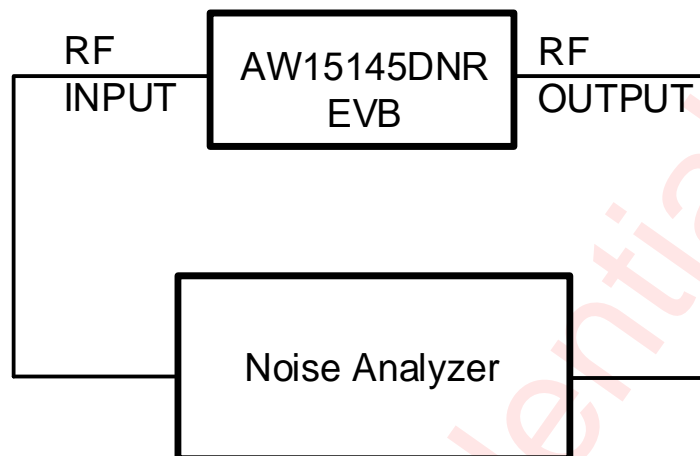 RF
INPUT
AW15145DNR
EVB
RF
OUTPUT
Noise Analyzer